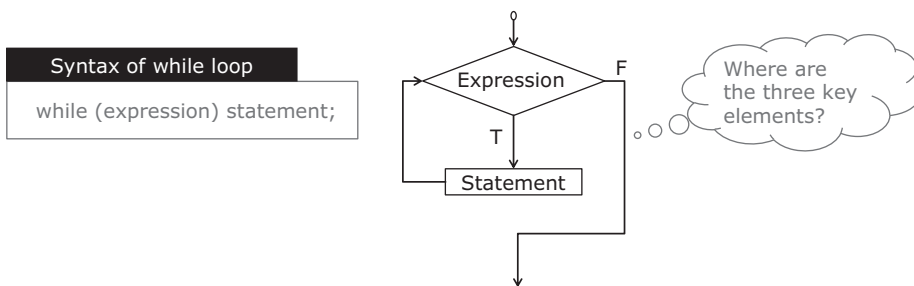 Syntax of while loop
while (expression) statement;
Expression
F
T
Statement
Where are
the three key
elements?